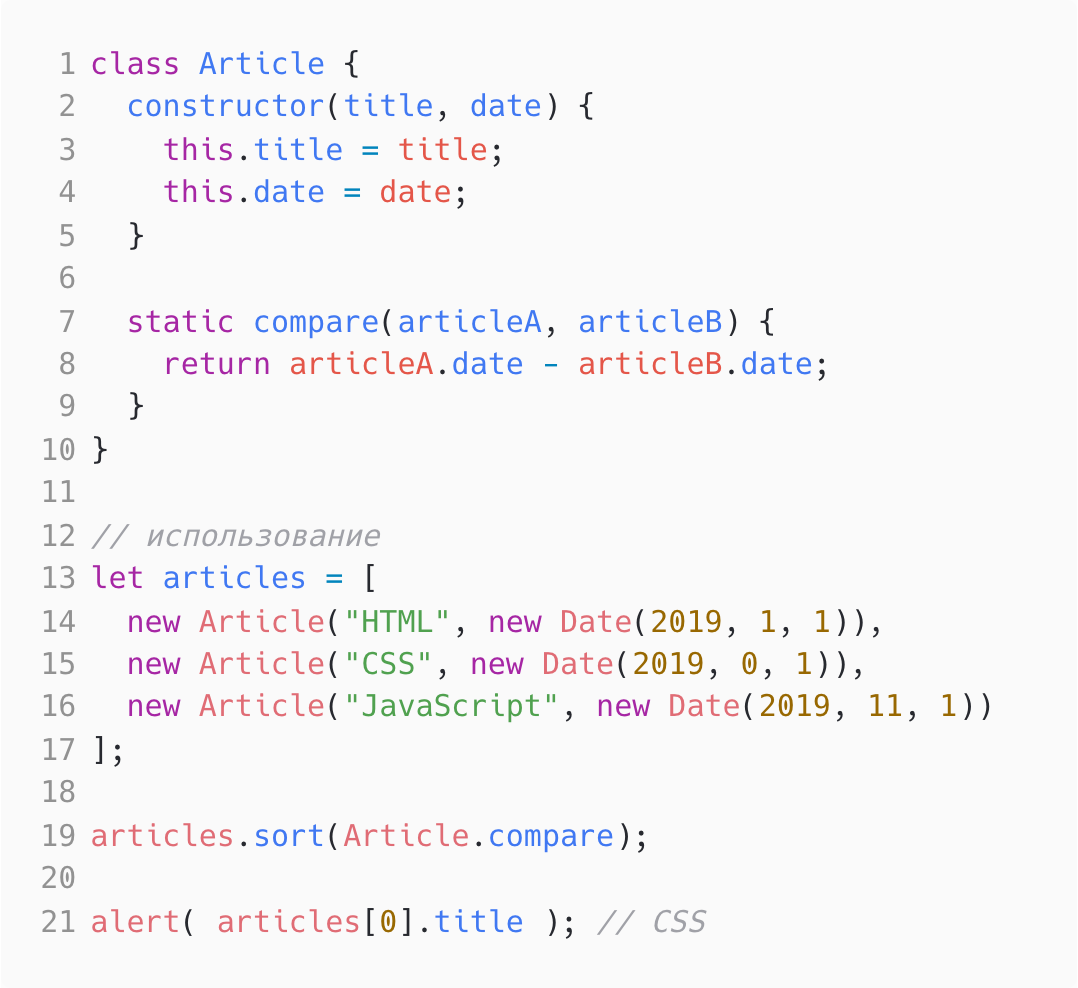 1 class Article {
2   constructor(title, date) {
3     this.title = title;
4     this.date = date;
5   }
6
7   static compare(articleA, articleB) {
8     return articleA.date - articleB.date;
9   }
10 }
11
12 // использование
13 let articles = [
14   new Article("HTML", new Date(2019, 1, 1)),
15   new Article("CSS", new Date(2019, 0, 1)),
16   new Article("JavaScript", new Date(2019, 11, 1))
17 ];
18
19 articles.sort(Article.compare);
20
21 alert( articles[0].title ); // CSS